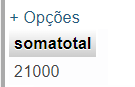 + Opções
somatotal
21000